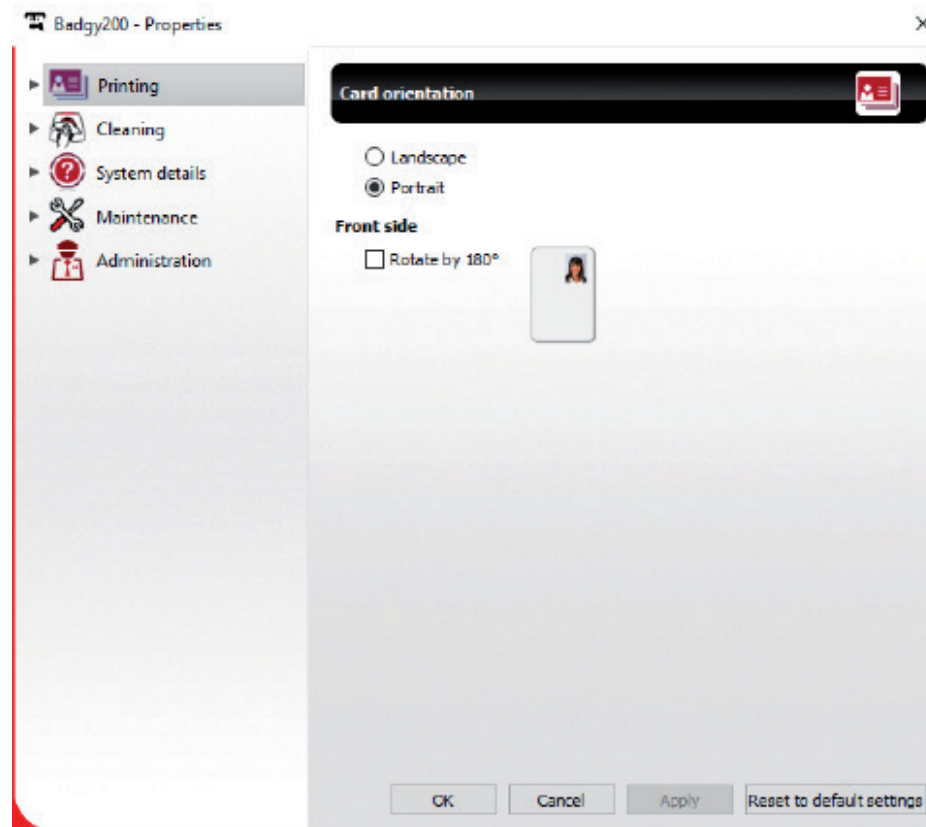 Badgy200 - Properties
Printing
Cleaning
System details
Maintenance
Administration
Card orientation
Landscape
Portrait
Front side
Rotate by 180°
OK
Cancel
Apply
Reset to default settings